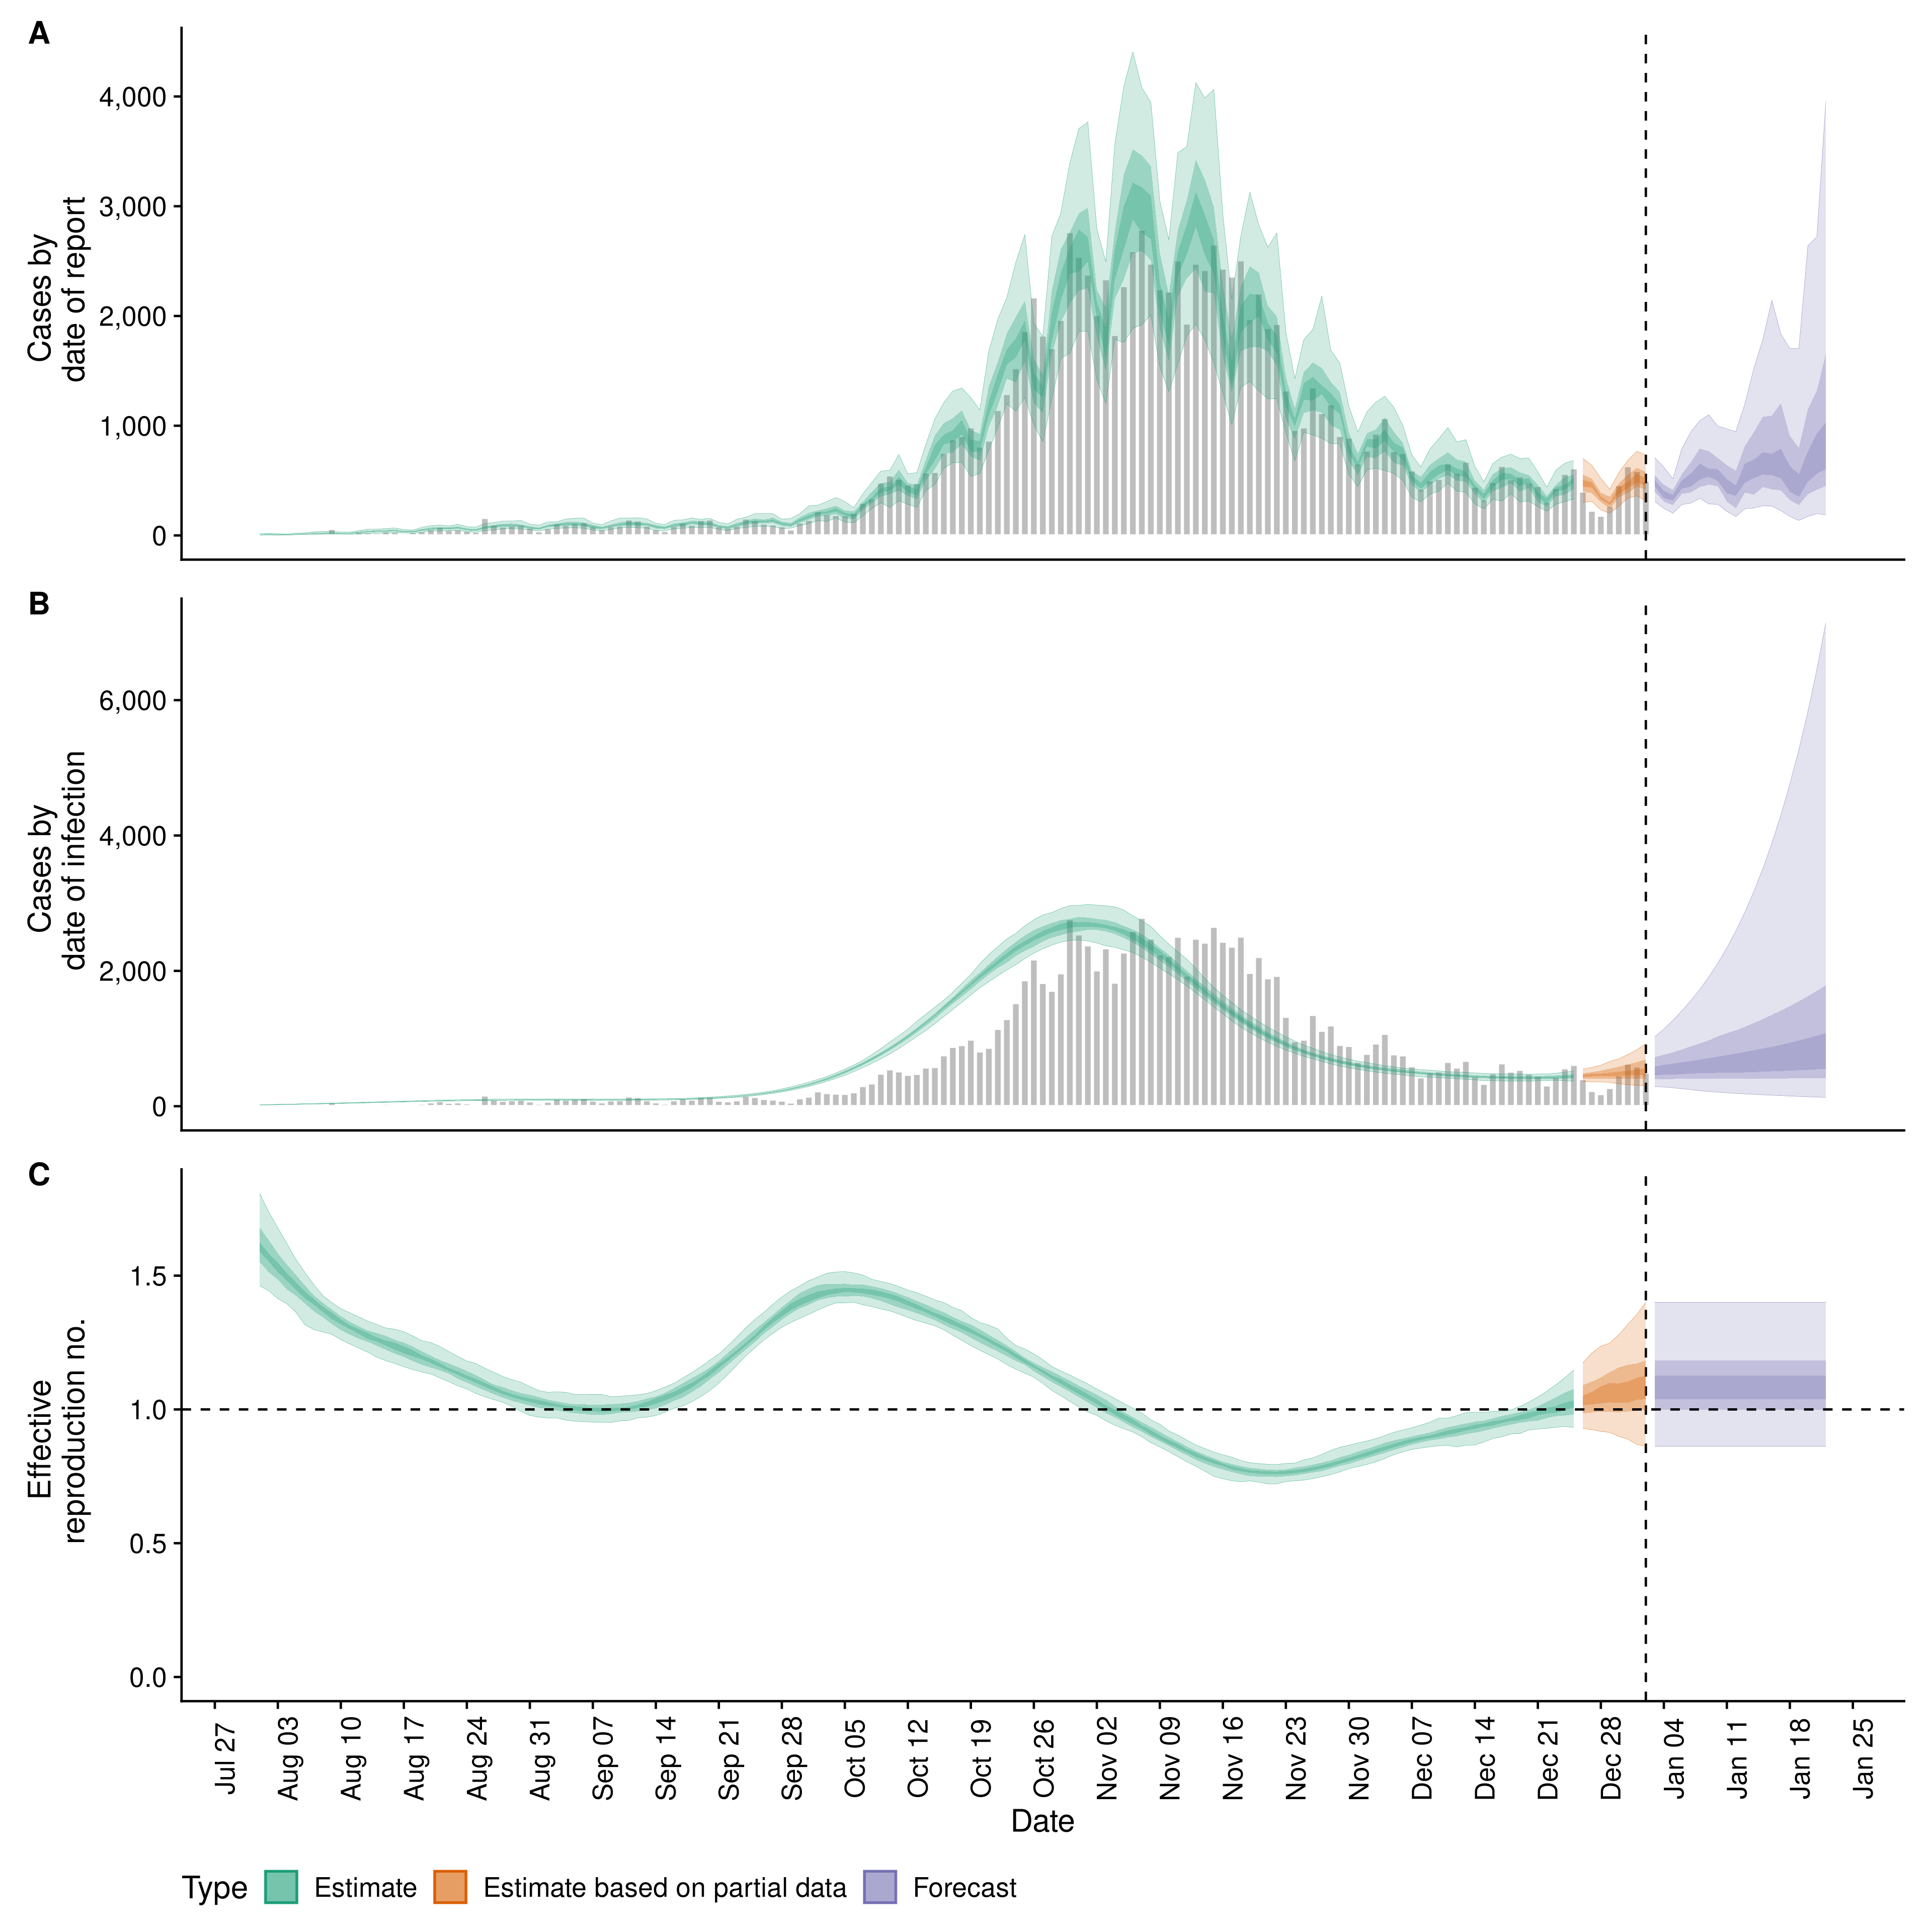 A
Cases by
date of report
4,000
3,000
2,000
1,000
0
B
Cases by
date of infection
6,000
4,000
2,000
0
C
Effective
reproduction no.
1.5
1.0
0.5
0.0
Jul 27
Aug 03
Aug 10
Aug 17
Aug 24
Aug 31
Sep 07
Sep 14
Sep 21
Sep 28
Oct 05
Oct 12
Oct 19
Oct 26
Nov 02
Nov 09
Nov 16
Nov 23
Nov 30
Dec 07
Dec 14
Dec 21
Dec 28
Jan 04
Jan 11
Jan 18
Jan 25
Date
Type Estimate Estimate based on partial data Forecast